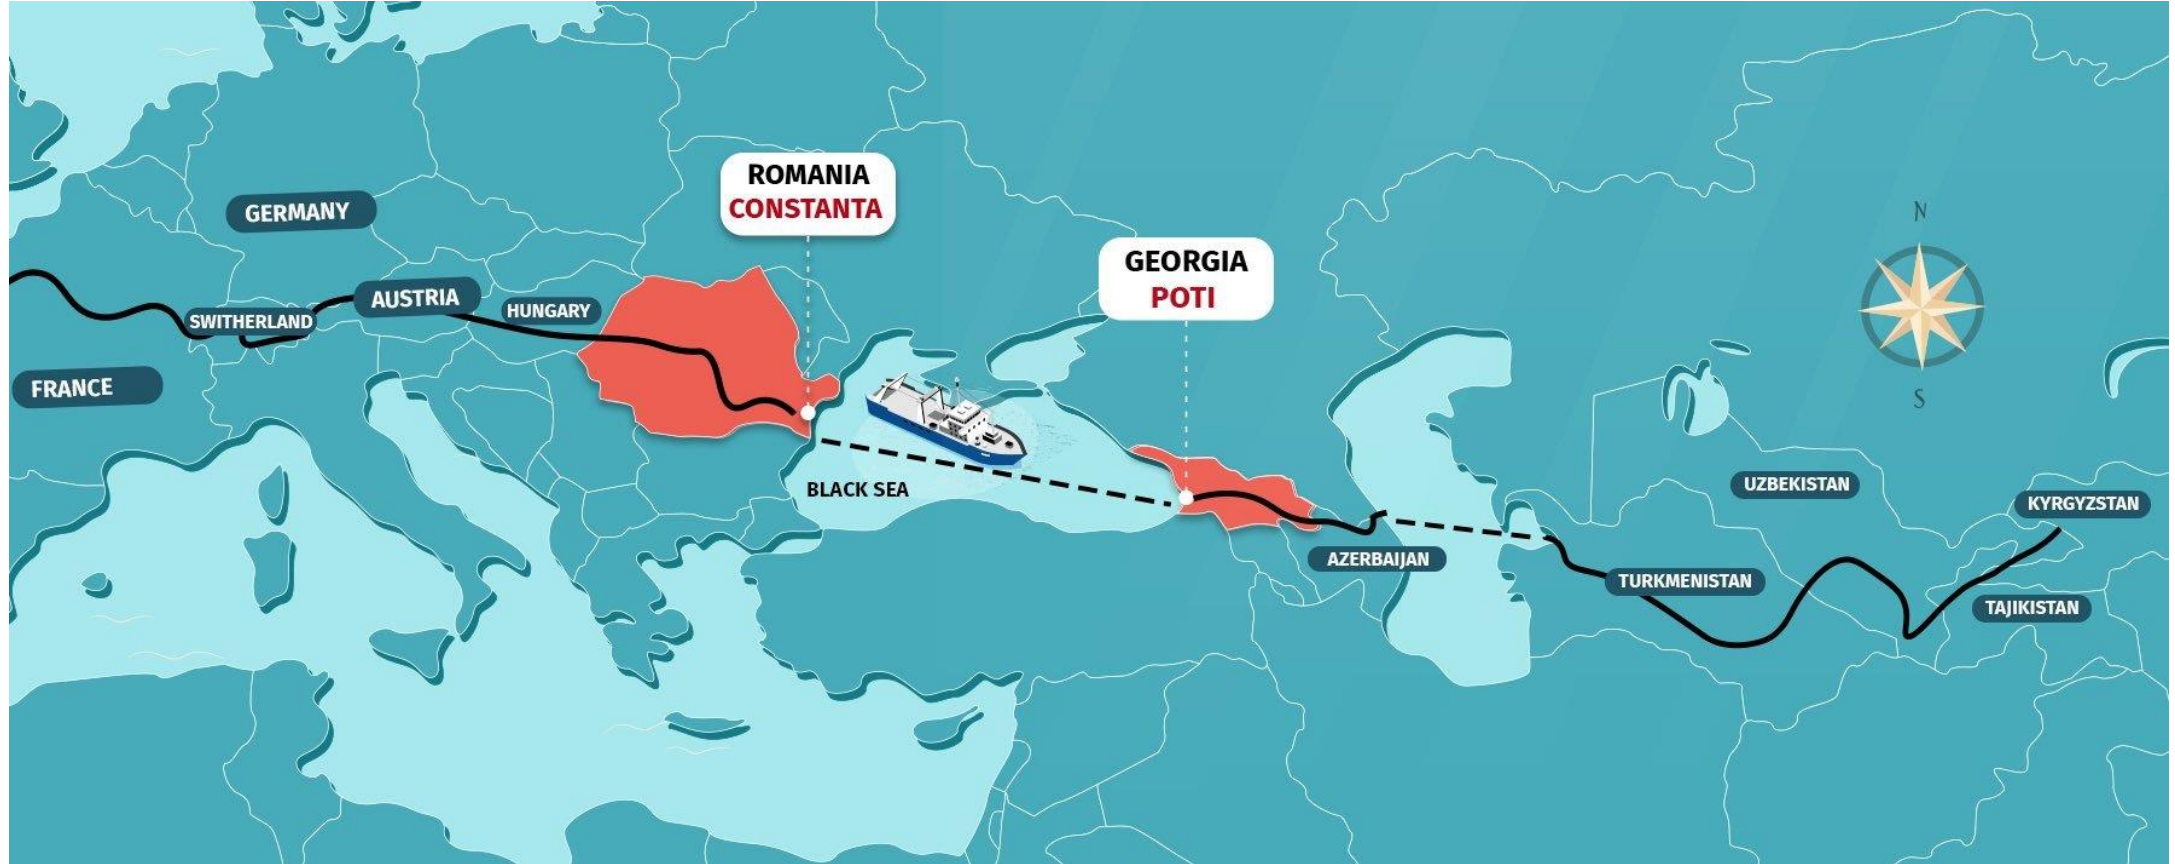 ROMANIA
CONSTANTA
GERMANY
N
GEORGIA
POTI
AUSTRIA
HUNGARY
SWITHERLAND
FRANCE
S
UZBEKISTAN
BLACK SEA
KYRGYZSTAN
AZERBAIJAN
TURKMENISTAN
TAJIKISTAN